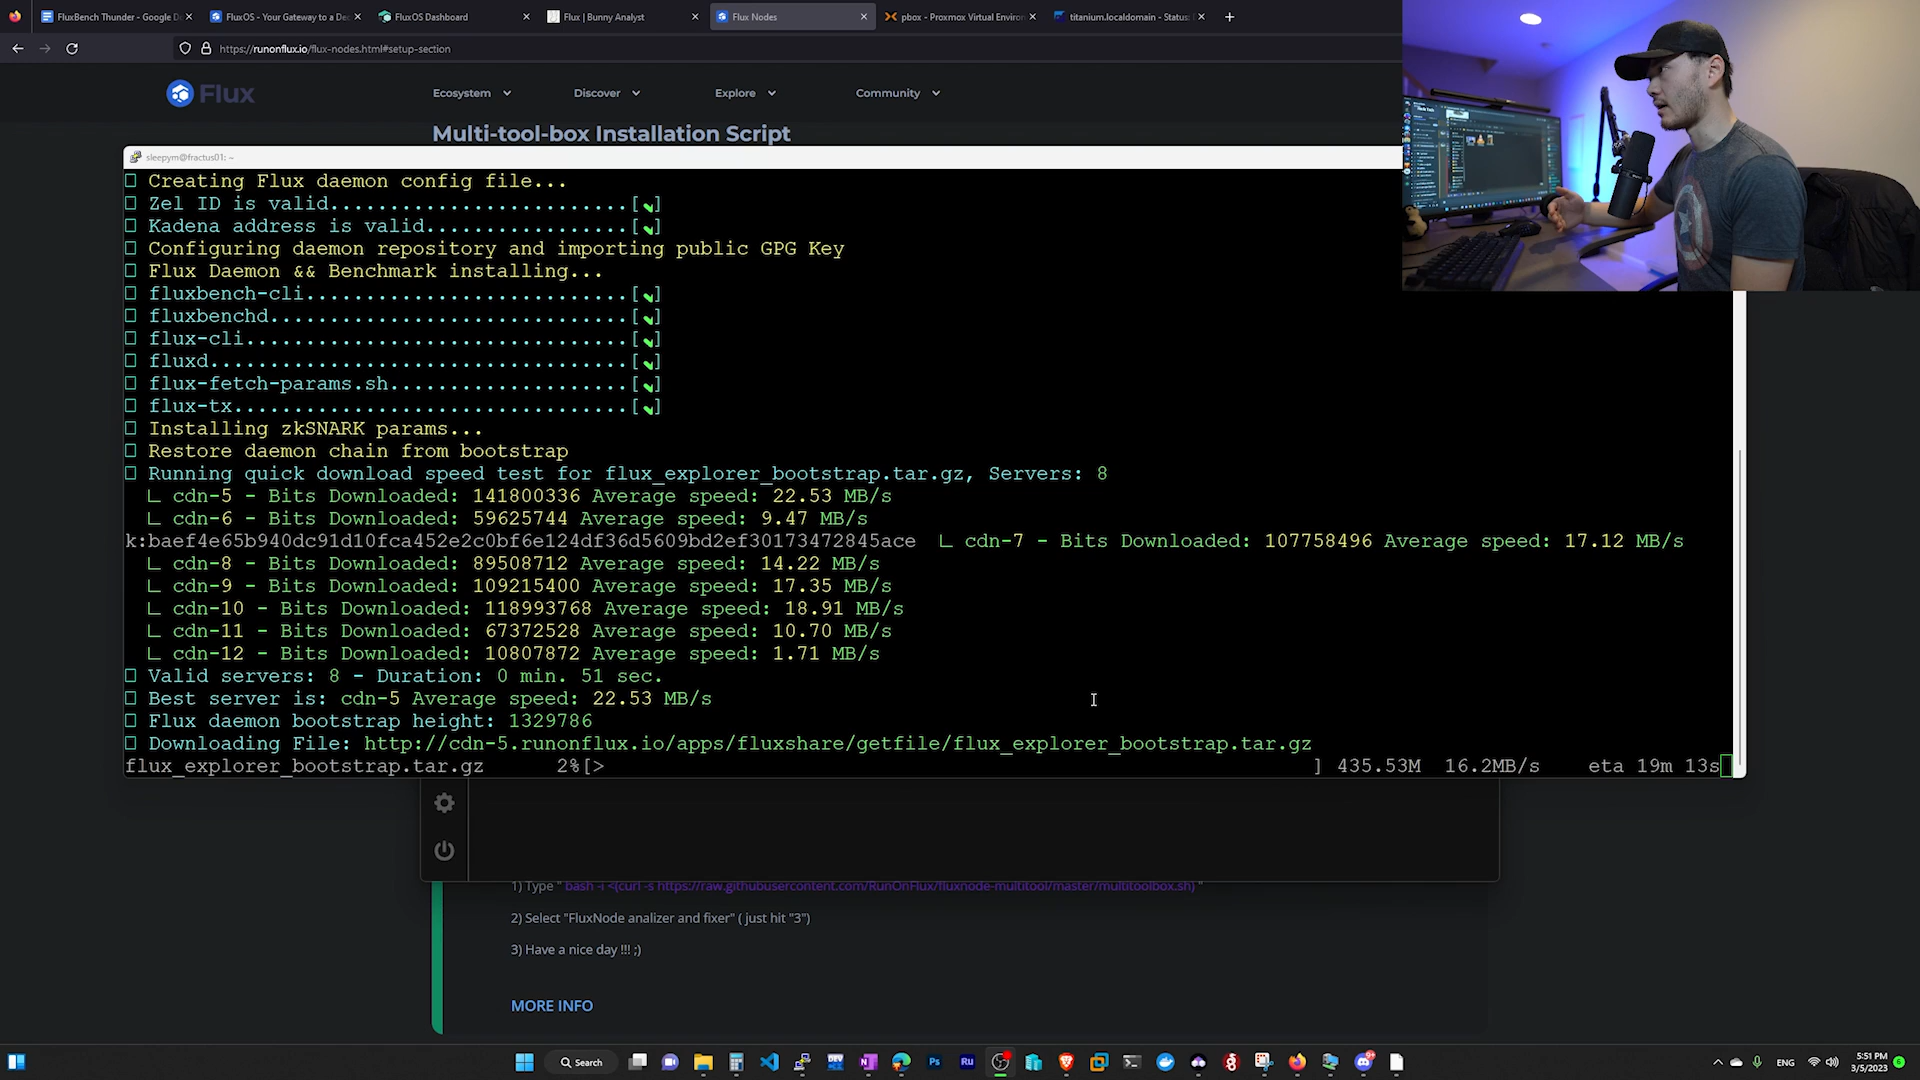 FluxBench Thunder - Google D
FluxOS - Your Gateway to a De
FluxOS Dashboard
Flux | Bunny Analyst
Flux Nodes
pbox - Proxmox Virtual Enviro
titanium.localdomain - Status:
https://runonflux.io/flux-nodes.html#setup-section
Flux
Ecosystem
Discover
Explore
Community
Multi-tool-box Installation Script
sleepym@fractus01: ~
Creating Flux daemon config file...
Zel ID is valid.........................[✔]
Kadena address is valid.................[✔]
Configuring daemon repository and importing public GPG Key
Flux Daemon && Benchmark installing...
fluxbench-cli...........................[✔]
fluxbenchd..............................[✔]
flux-cli................................[✔]
fluxd...................................[✔]
flux-fetch-params.sh....................[✔]
flux-tx.................................[✔]
Installing zkSNARK params...
Restore daemon chain from bootstrap
Running quick download speed test for flux_explorer_bootstrap.tar.gz, Servers: 8
∟ cdn-5 - Bits Downloaded: 141800336 Average speed: 22.53 MB/s
∟ cdn-6 - Bits Downloaded: 59625744 Average speed: 9.47 MB/s
k:baef4e65b940dc91d10fca452e2c0bf6e124df36d5609bd2ef30173472845ace ∟ cdn-7 - Bits Downloaded: 107758496 Average speed: 17.12 MB/s
∟ cdn-8 - Bits Downloaded: 89508712 Average speed: 14.22 MB/s
∟ cdn-9 - Bits Downloaded: 109215400 Average speed: 17.35 MB/s
∟ cdn-10 - Bits Downloaded: 118993768 Average speed: 18.91 MB/s
∟ cdn-11 - Bits Downloaded: 67372528 Average speed: 10.70 MB/s
∟ cdn-12 - Bits Downloaded: 10807872 Average speed: 1.71 MB/s
Valid servers: 8 - Duration: 0 min. 51 sec.
Best server is: cdn-5 Average speed: 22.53 MB/s
Flux daemon bootstrap height: 1329786
Downloading File: http://cdn-5.runonflux.io/apps/fluxshare/getfile/flux_explorer_bootstrap.tar.gz
flux_explorer_bootstrap.tar.gz 2%[> ] 435.53M 16.2MB/s eta 19m 13s
1) Type " bash -i <(curl -s https://raw.githubusercontent.com/RunOnFlux/fluxnode-multitool/master/multitoolbox.sh) "
2) Select "FluxNode analizer and fixer" ( just hit "3")
3) Have a nice day !!! ;)
MORE INFO
Search
DEV
Ps
Ru
ENG
5:51 PM
3/5/2023
6